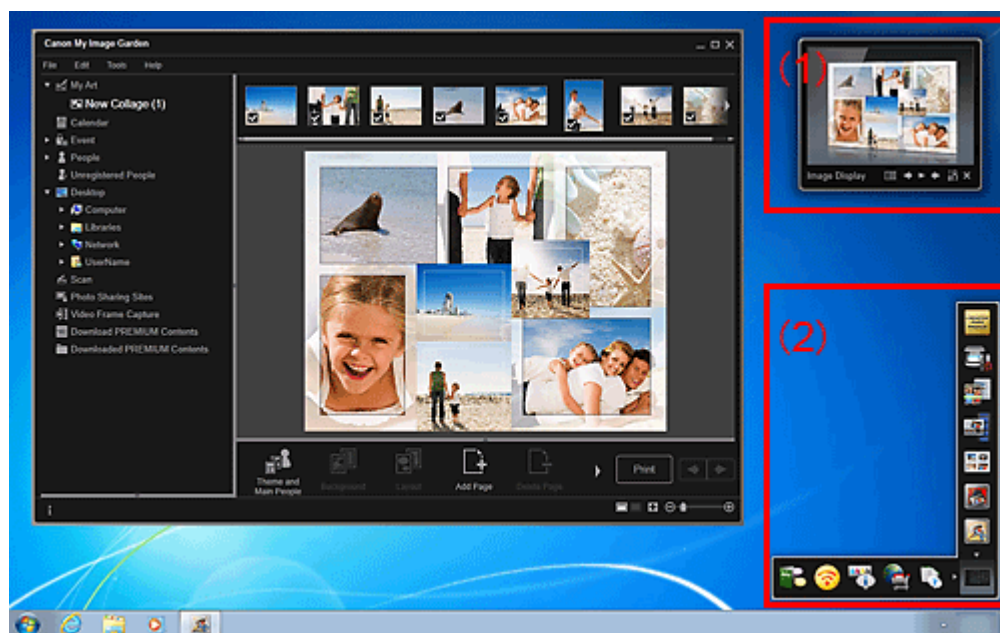 Canon My Image Garden
File Edit Tools Help
My Art
New Collage (1)
Calendar
Event
People
Unregistered People
Desktop
Computer
Libraries
Network
UserName
Scan
Photo Sharing Sites
Video Frame Capture
Download PREMIUM Contents
Downloaded PREMIUM Contents
Theme and
Main People
Background
Layout
Add Page
Delete Page
Print
(1)
Image Display
(2)